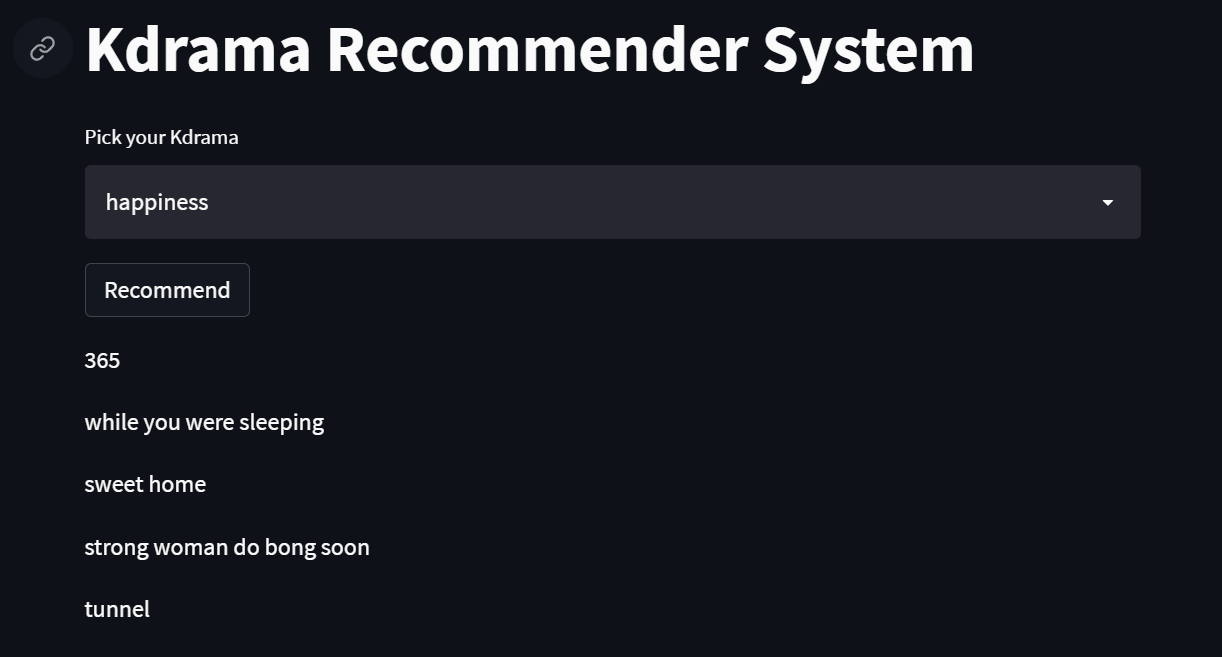 Kdrama Recommender System
Pick your Kdrama
happiness
Recommend
365
while you were sleeping
sweet home
strong woman do bong soon
tunnel